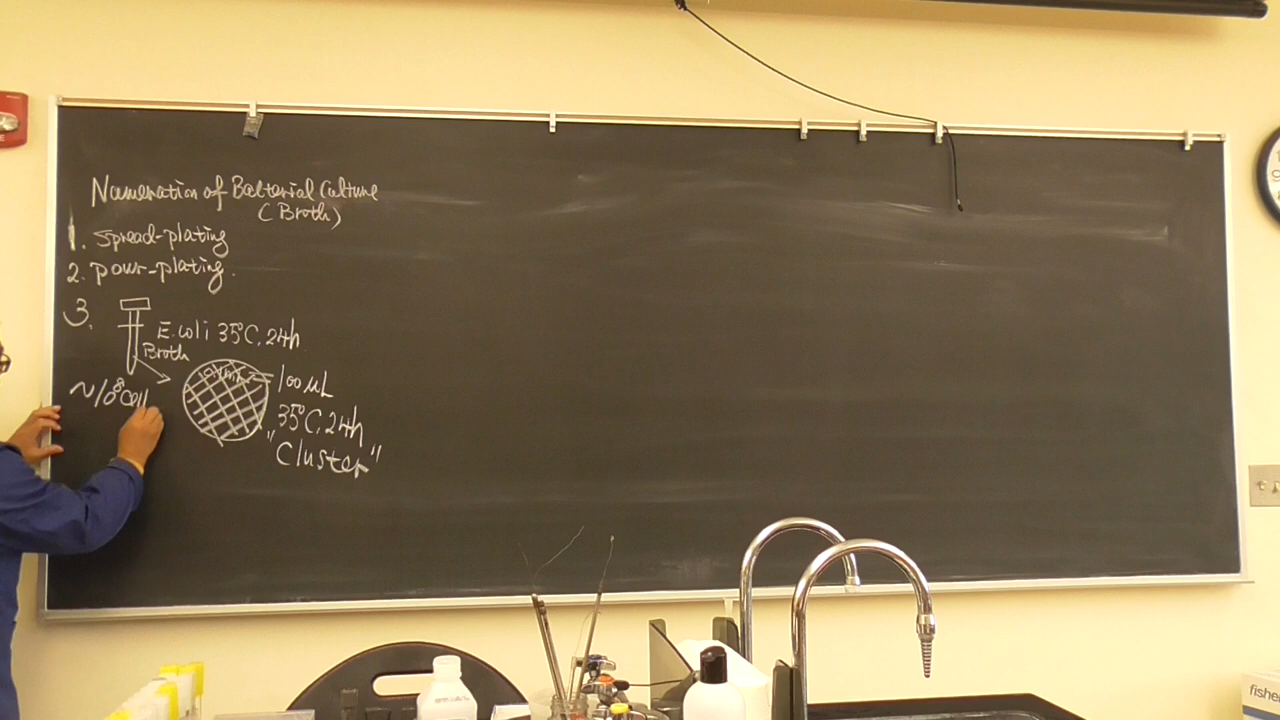 Numeration of Bacterial Culture
(Broth)
1. Spread-plating
2. pour-plating.
3.
E.coli 35°C, 24h
Broth
~10⁸ Cell
100 µL
35°C, 24h
"Cluster"
fishe